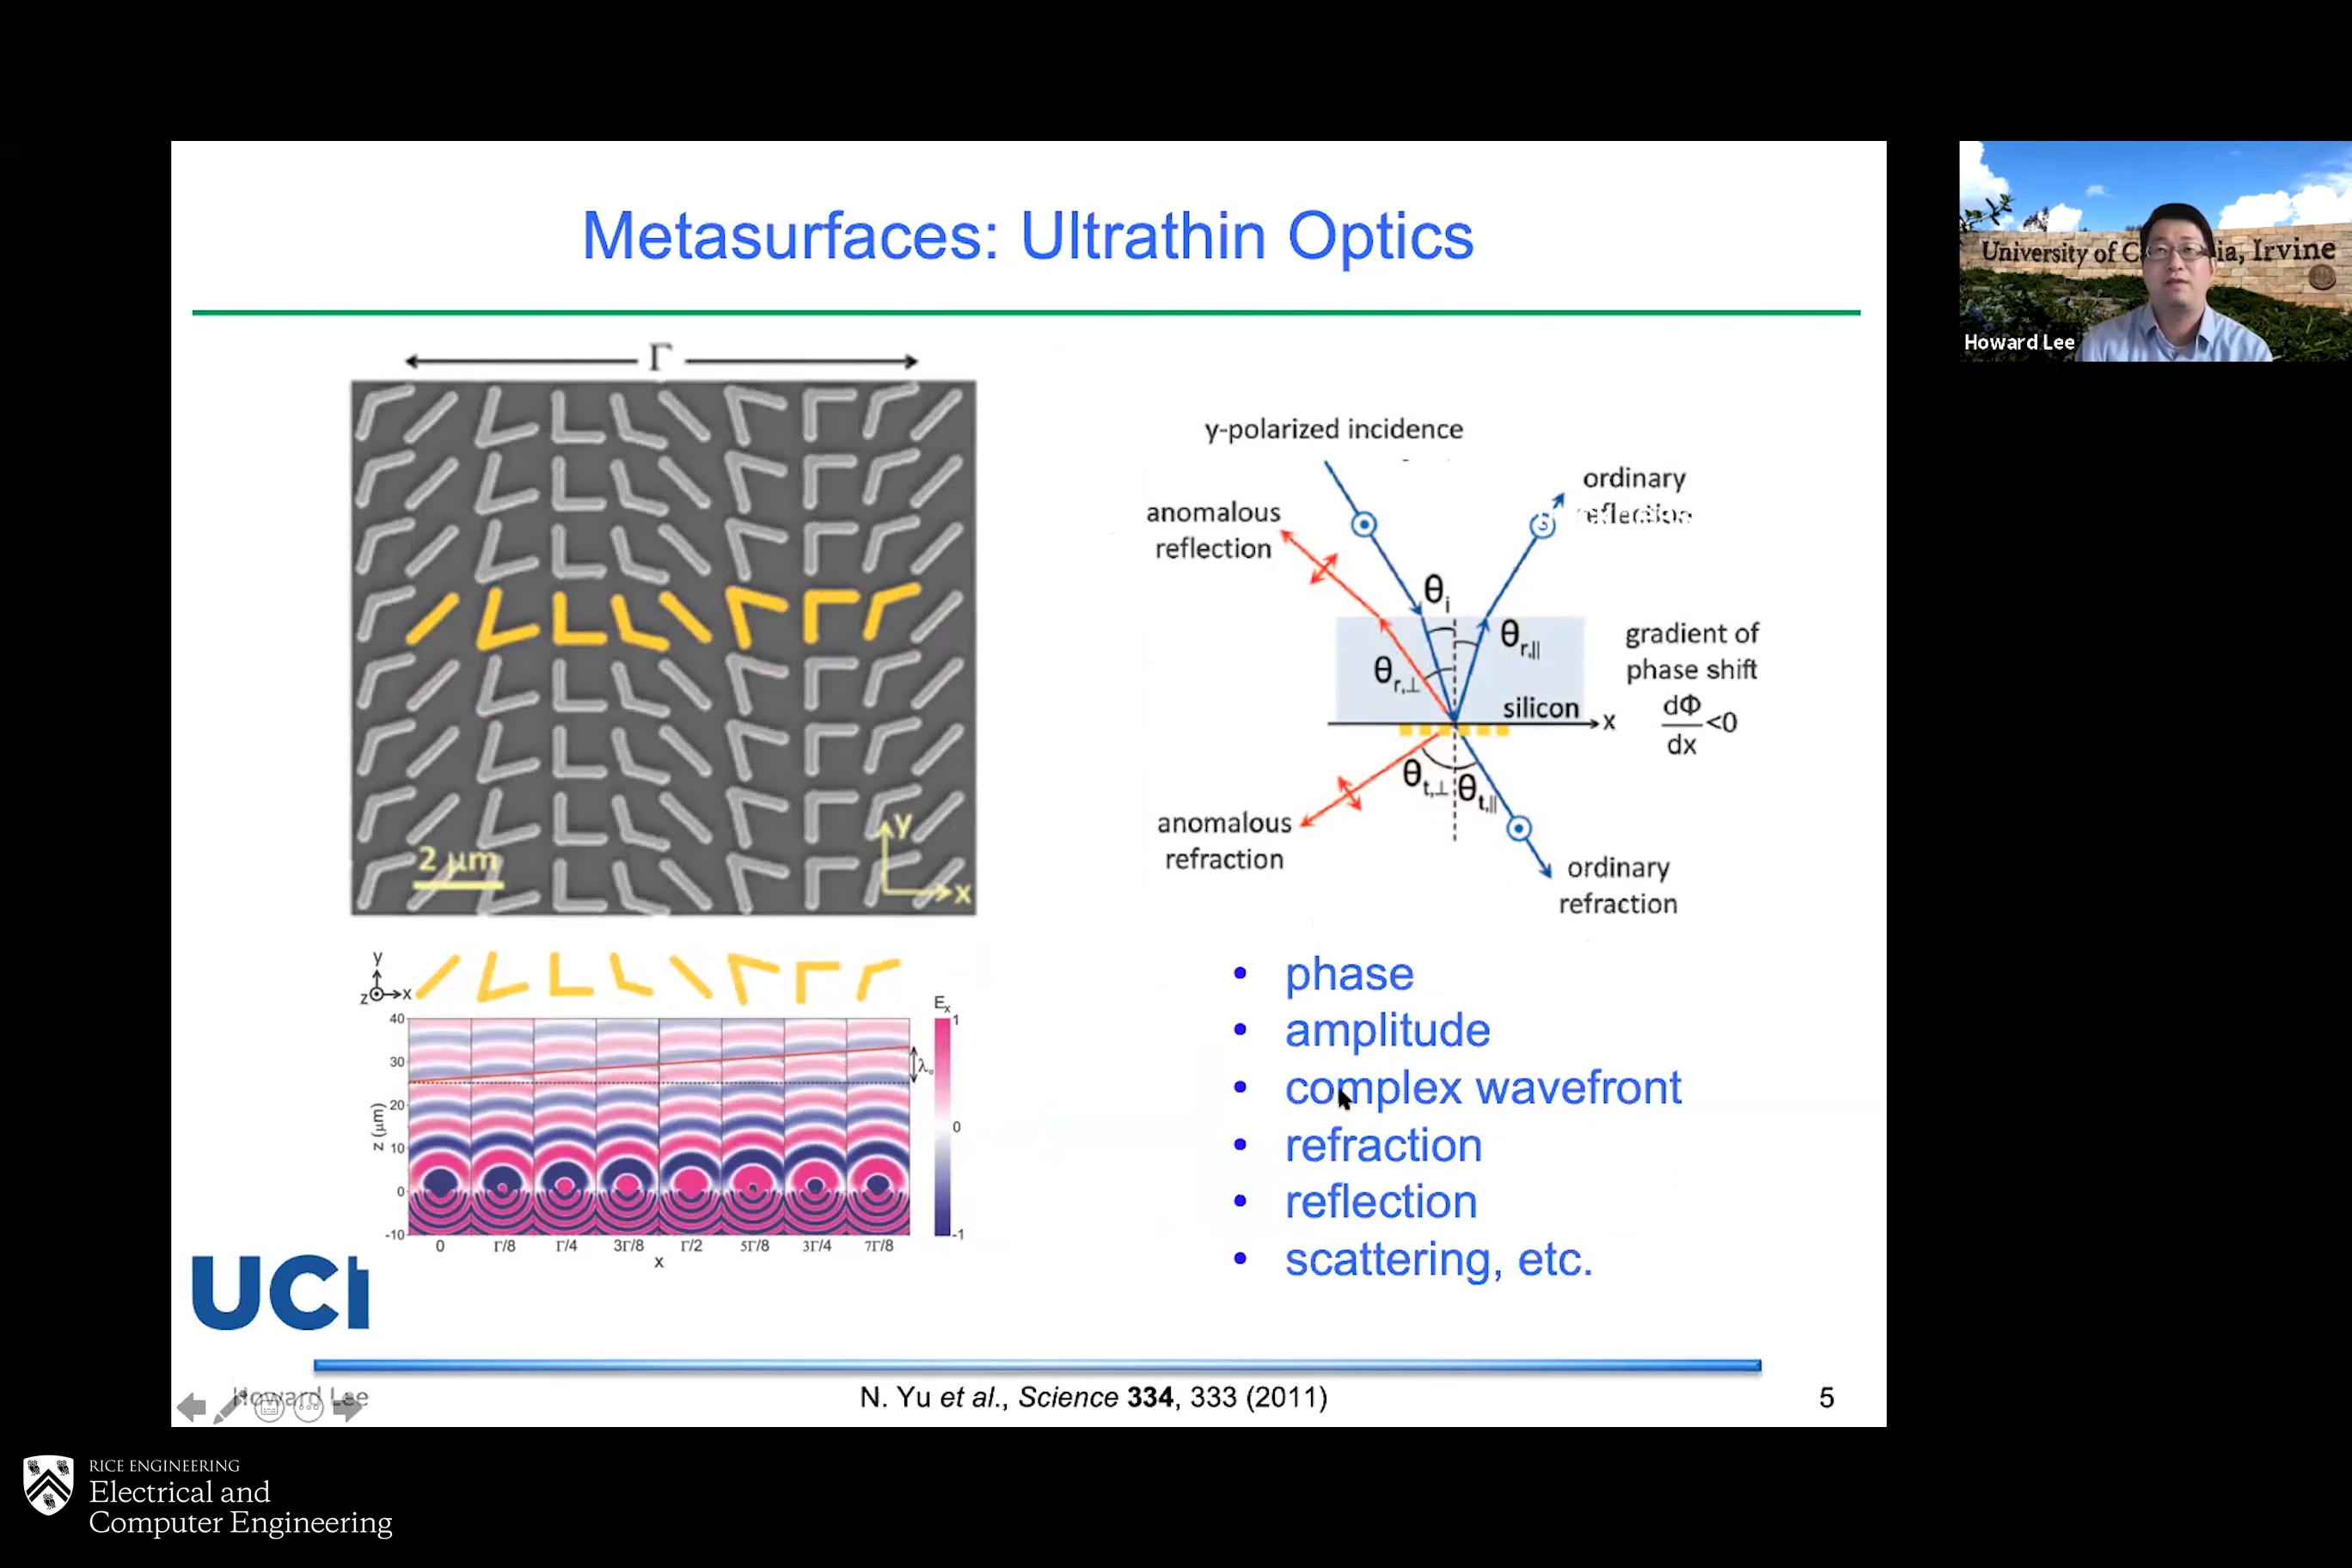 Metasurfaces: Ultrathin Optics
Γ
2 μm
y
x
y
z
x
40
30
20
10
0
-10
z (μm)
0
Γ/8
Γ/4
3Γ/8
Γ/2
5Γ/8
3Γ/4
7Γ/8
x
Ex
1
0
-1
λo
y-polarized incidence
ordinary
reflection
anomalous
reflection
θi
θr,||
θr,⊥
silicon
x
gradient of
phase shift
dΦ
dx
<0
θt,⊥
θt,||
anomalous
refraction
ordinary
refraction
• phase
• amplitude
• complex wavefront
• refraction
• reflection
• scattering, etc.
UCI
Howard Lee
N. Yu et al., Science 334, 333 (2011)
5
University of C ia, Irvine
Howard Lee
RICE ENGINEERING
Electrical and
Computer Engineering